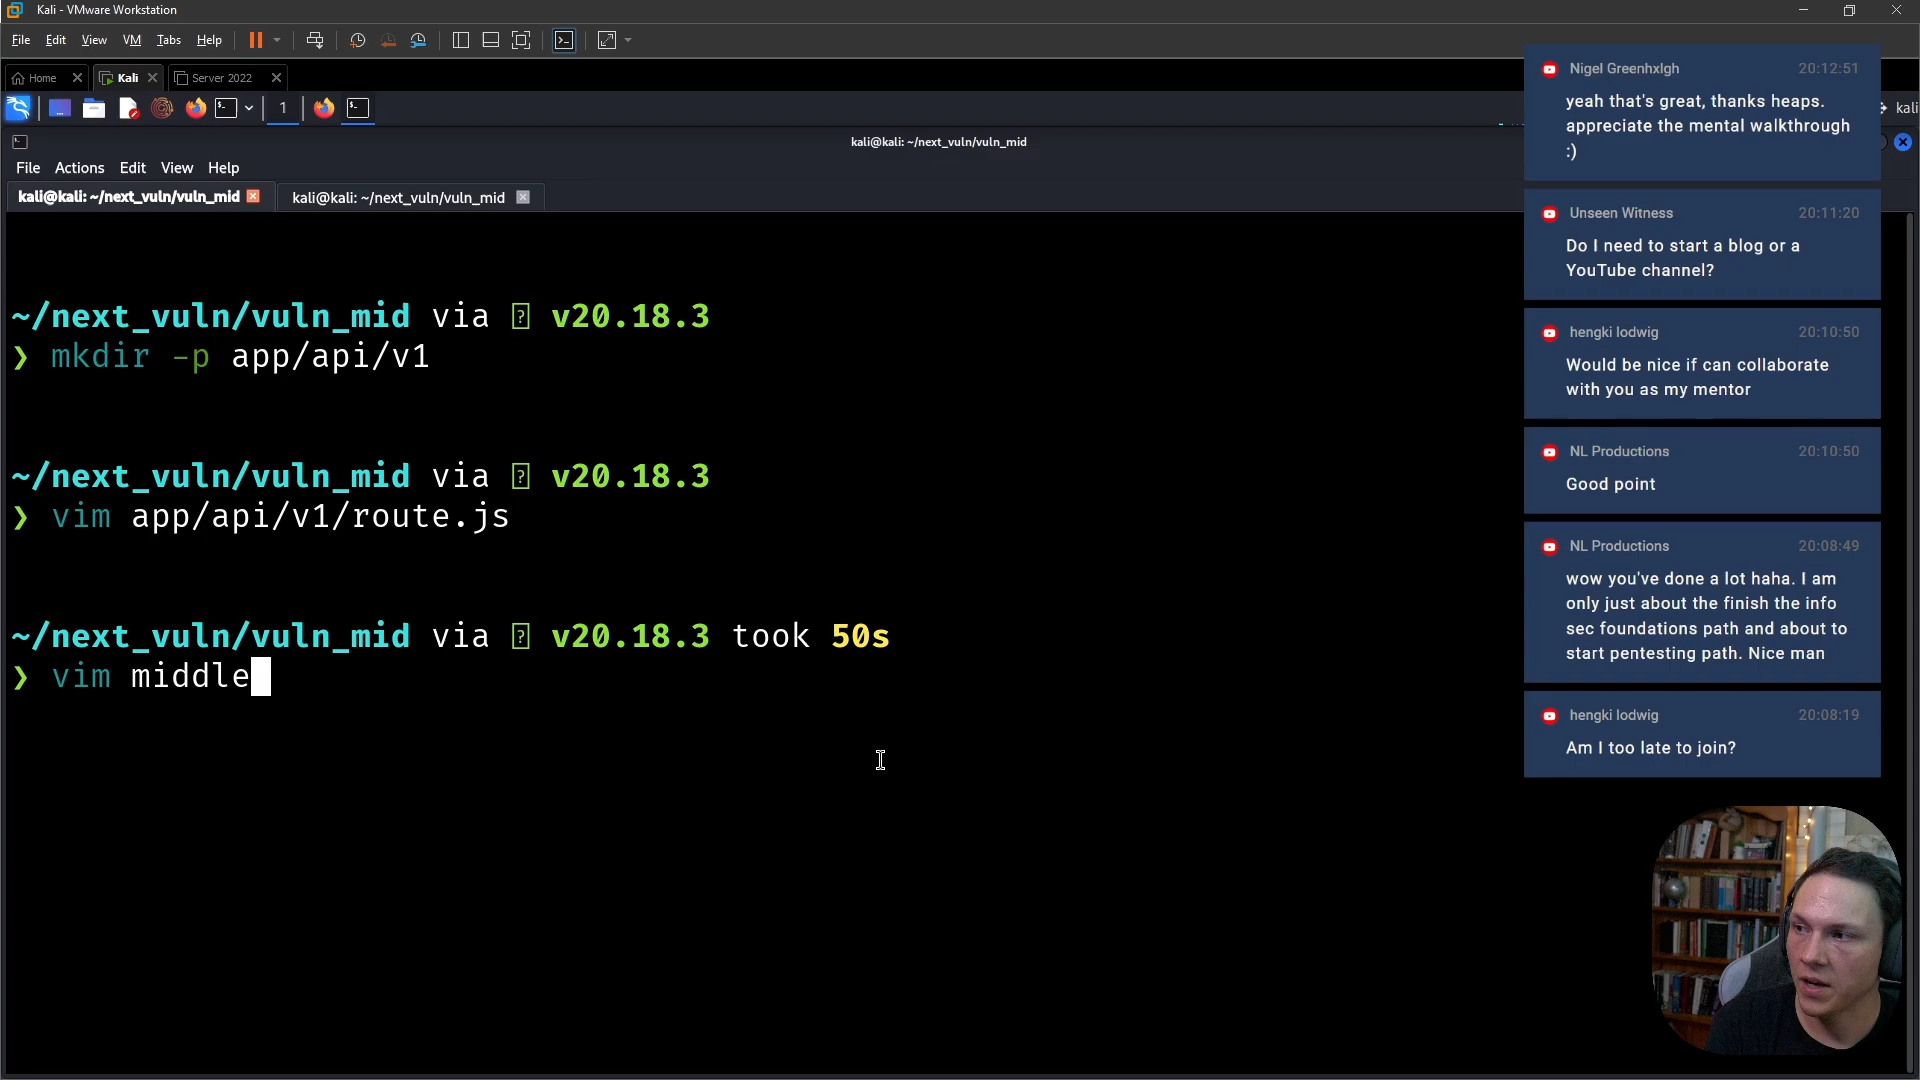 Kali - VMware Workstation
File Edit View VM Tabs Help
Home Kali Server 2022
1
kali
kali@kali: ~/next_vuln/vuln_mid
File Actions Edit View Help
kali@kali: ~/next_vuln/vuln_mid kali@kali: ~/next_vuln/vuln_mid
~/next_vuln/vuln_mid via v20.18.3
❯ mkdir -p app/api/v1
~/next_vuln/vuln_mid via v20.18.3
❯ vim app/api/v1/route.js
~/next_vuln/vuln_mid via v20.18.3 took 50s
❯ vim middle
Nigel Greenhxlgh 20:12:51
yeah that's great, thanks heaps.
appreciate the mental walkthrough
:)
Unseen Witness 20:11:20
Do I need to start a blog or a
YouTube channel?
hengki lodwig 20:10:50
Would be nice if can collaborate
with you as my mentor
NL Productions 20:10:50
Good point
NL Productions 20:08:49
wow you've done a lot haha. I am
only just about the finish the info
sec foundations path and about to
start pentesting path. Nice man
hengki lodwig 20:08:19
Am I too late to join?